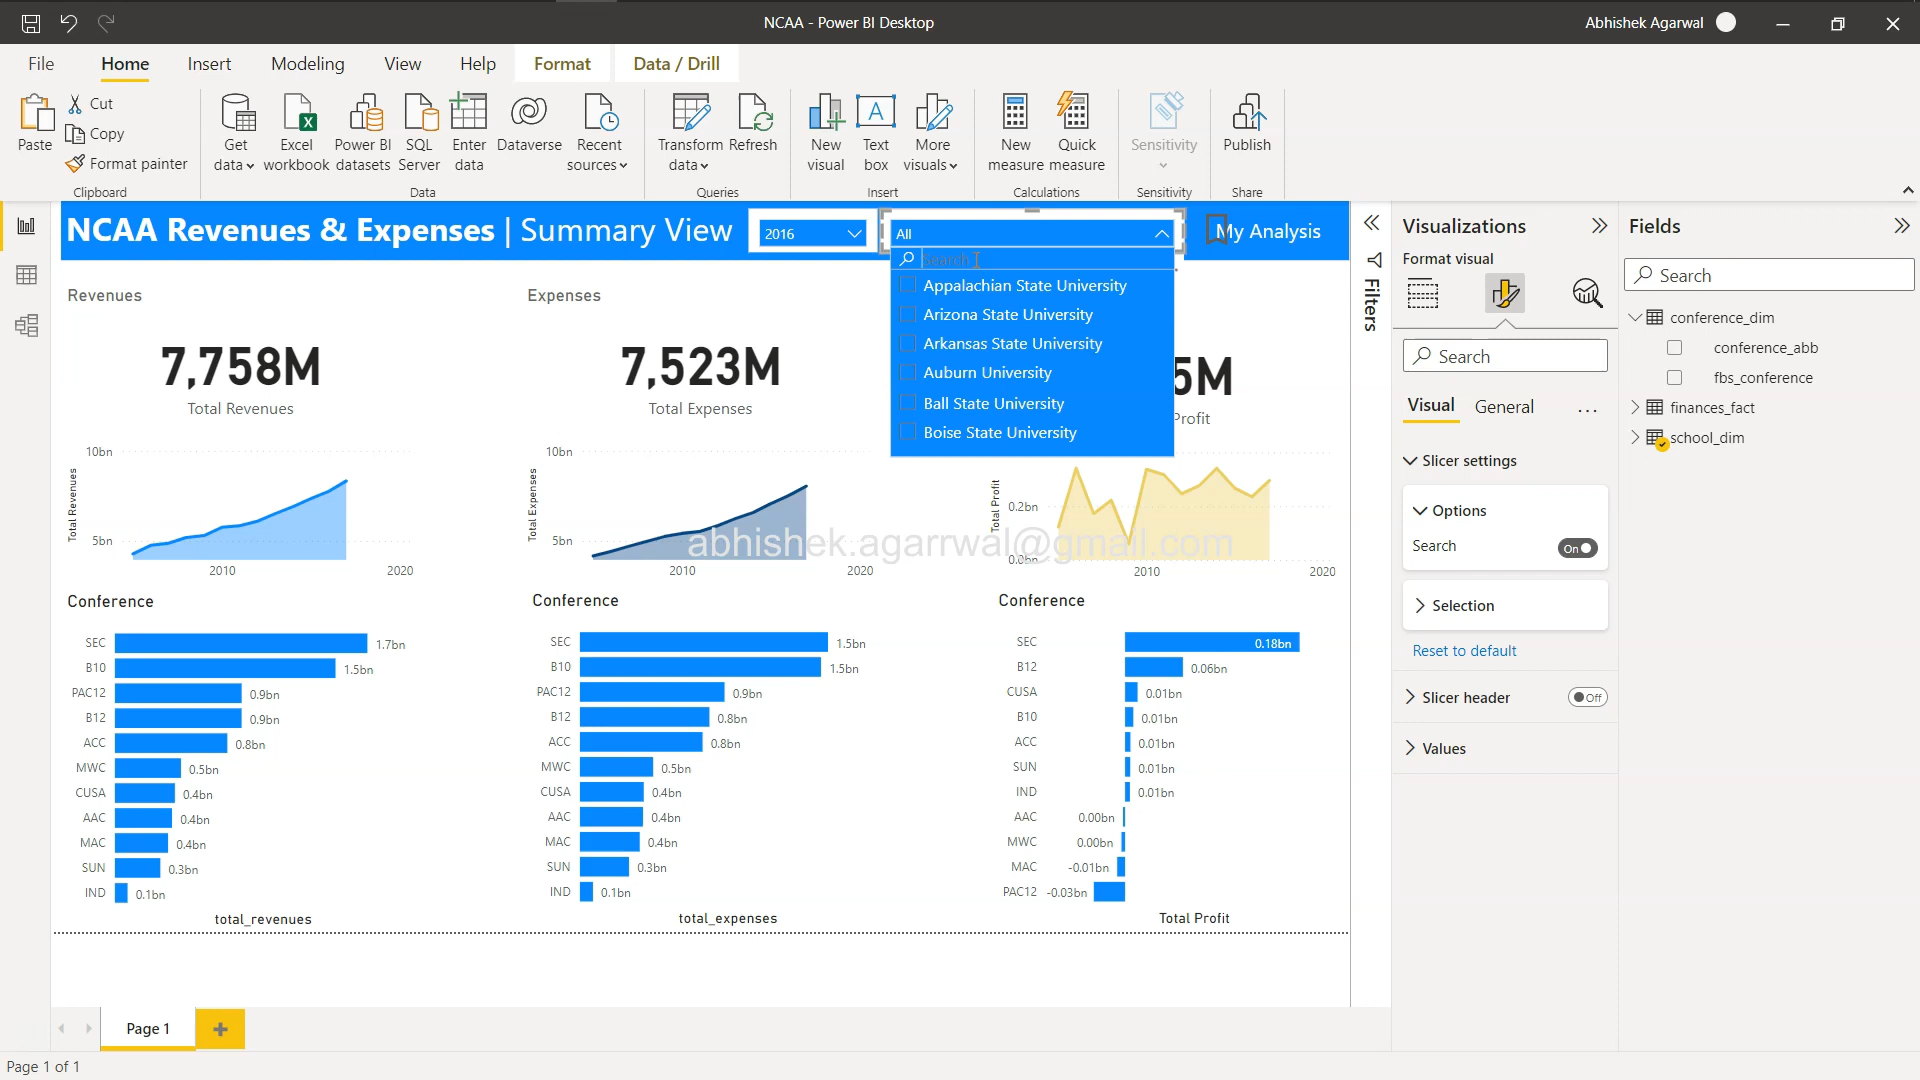 NCAA - Power BI Desktop
Abhishek Agarwal
File Home Insert Modeling View Help Format Data / Drill
Paste
Cut
Copy
Format painter
Clipboard
Get data
Excel workbook
Power BI datasets
SQL Server
Enter data
Dataverse
Recent sources
Data
Transform data
Refresh
Queries
New visual
Text box
More visuals
Insert
New measure
Quick measure
Calculations
Sensitivity
Sensitivity
Publish
Share
NCAA Revenues & Expenses | Summary View
2016
All
My Analysis
Search
Appalachian State University
Arizona State University
Arkansas State University
Auburn University
Ball State University
Boise State University
Revenues
7,758M
Total Revenues
10bn
5bn
Total Revenues
2010 2020
Expenses
7,523M
Total Expenses
10bn
5bn
Total Expenses
2010 2020
5M
Profit
0.2bn
0.0bn
Total Profit
2010 2020
abhishek.agarrwal@gmail.com
Conference
SEC 1.7bn
B10 1.5bn
PAC12 0.9bn
B12 0.9bn
ACC 0.8bn
MWC 0.5bn
CUSA 0.4bn
AAC 0.4bn
MAC 0.4bn
SUN 0.3bn
IND 0.1bn
total_revenues
Conference
SEC 1.5bn
B10 1.5bn
PAC12 0.9bn
B12 0.8bn
ACC 0.8bn
MWC 0.5bn
CUSA 0.4bn
AAC 0.4bn
MAC 0.4bn
SUN 0.3bn
IND 0.1bn
total_expenses
Conference
SEC 0.18bn
B12 0.06bn
CUSA 0.01bn
B10 0.01bn
ACC 0.01bn
SUN 0.01bn
IND 0.01bn
AAC 0.00bn
MWC 0.00bn
MAC -0.01bn
PAC12 -0.03bn
Total Profit
Filters
Visualizations
Format visual
Search
Visual General ...
Slicer settings
Options
Search On
Selection
Reset to default
Slicer header Off
Values
Fields
Search
conference_dim
conference_abb
fbs_conference
finances_fact
school_dim
Page 1
Page 1 of 1